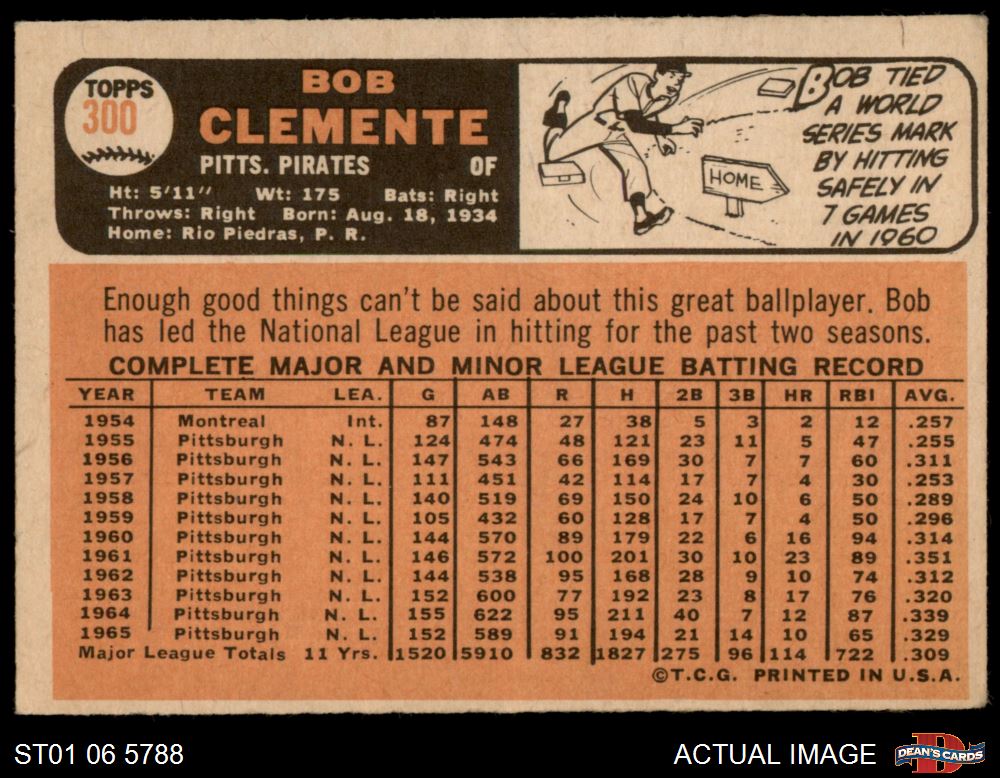 TOPPS
300
BOB
CLEMENTE
PITTS. PIRATES OF
Ht: 5'11" Wt: 175 Bats: Right
Throws: Right Born: Aug. 18, 1934
Home: Rio Piedras, P. R.
HOME
BOB TIED
A WORLD
SERIES MARK
BY HITTING
SAFELY IN
7 GAMES
IN 1960
Enough good things can't be said about this great ballplayer. Bob
has led the National League in hitting for the past two seasons.
COMPLETE MAJOR AND MINOR LEAGUE BATTING RECORD
YEAR TEAM LEA. G AB R H 2B 3B HR RBI AVG.
1954 Montreal Int. 87 148 27 38 5 3 2 12 .257
1955 Pittsburgh N. L. 124 474 48 121 23 11 5 47 .255
1956 Pittsburgh N. L. 147 543 66 169 30 7 7 60 .311
1957 Pittsburgh N. L. 111 451 42 114 17 7 4 30 .253
1958 Pittsburgh N. L. 140 519 69 150 24 10 6 50 .289
1959 Pittsburgh N. L. 105 432 60 128 17 7 4 50 .296
1960 Pittsburgh N. L. 144 570 89 179 22 6 16 94 .314
1961 Pittsburgh N. L. 146 572 100 201 30 10 23 89 .351
1962 Pittsburgh N. L. 144 538 95 168 28 9 10 74 .312
1963 Pittsburgh N. L. 152 600 77 192 23 8 17 76 .320
1964 Pittsburgh N. L. 155 622 95 211 40 7 12 87 .339
1965 Pittsburgh N. L. 152 589 91 194 21 14 10 65 .329
Major League Totals 11 Yrs. 1520 5910 832 1827 275 96 114 722 .309
©T.C.G. PRINTED IN U.S.A.
ST01 06 5788
ACTUAL IMAGE
D
DEAN'S CARDS